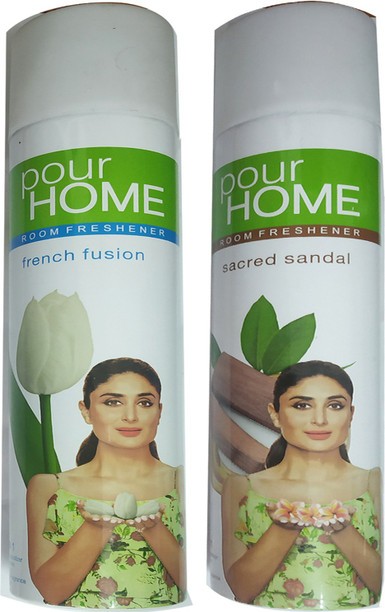 pour
HOME
ROOM FRESHENER
french fusion
pour
HOME
ROOM FRESHENER
sacred sandal